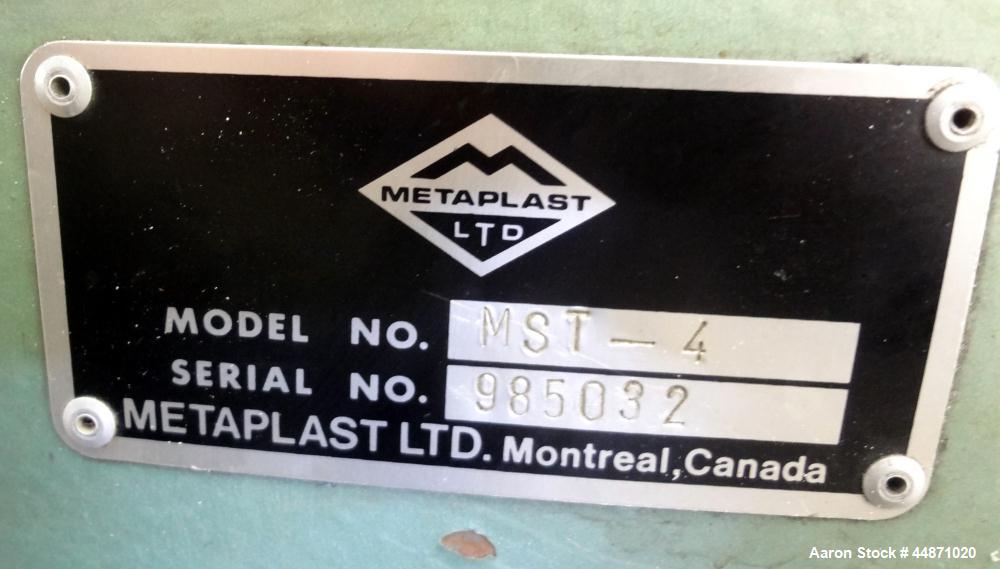 METAPLAST
LTD
MODEL NO. MST-4
SERIAL NO. 985032
METAPLAST LTD. Montreal, Canada
Aaron Stock # 44871020